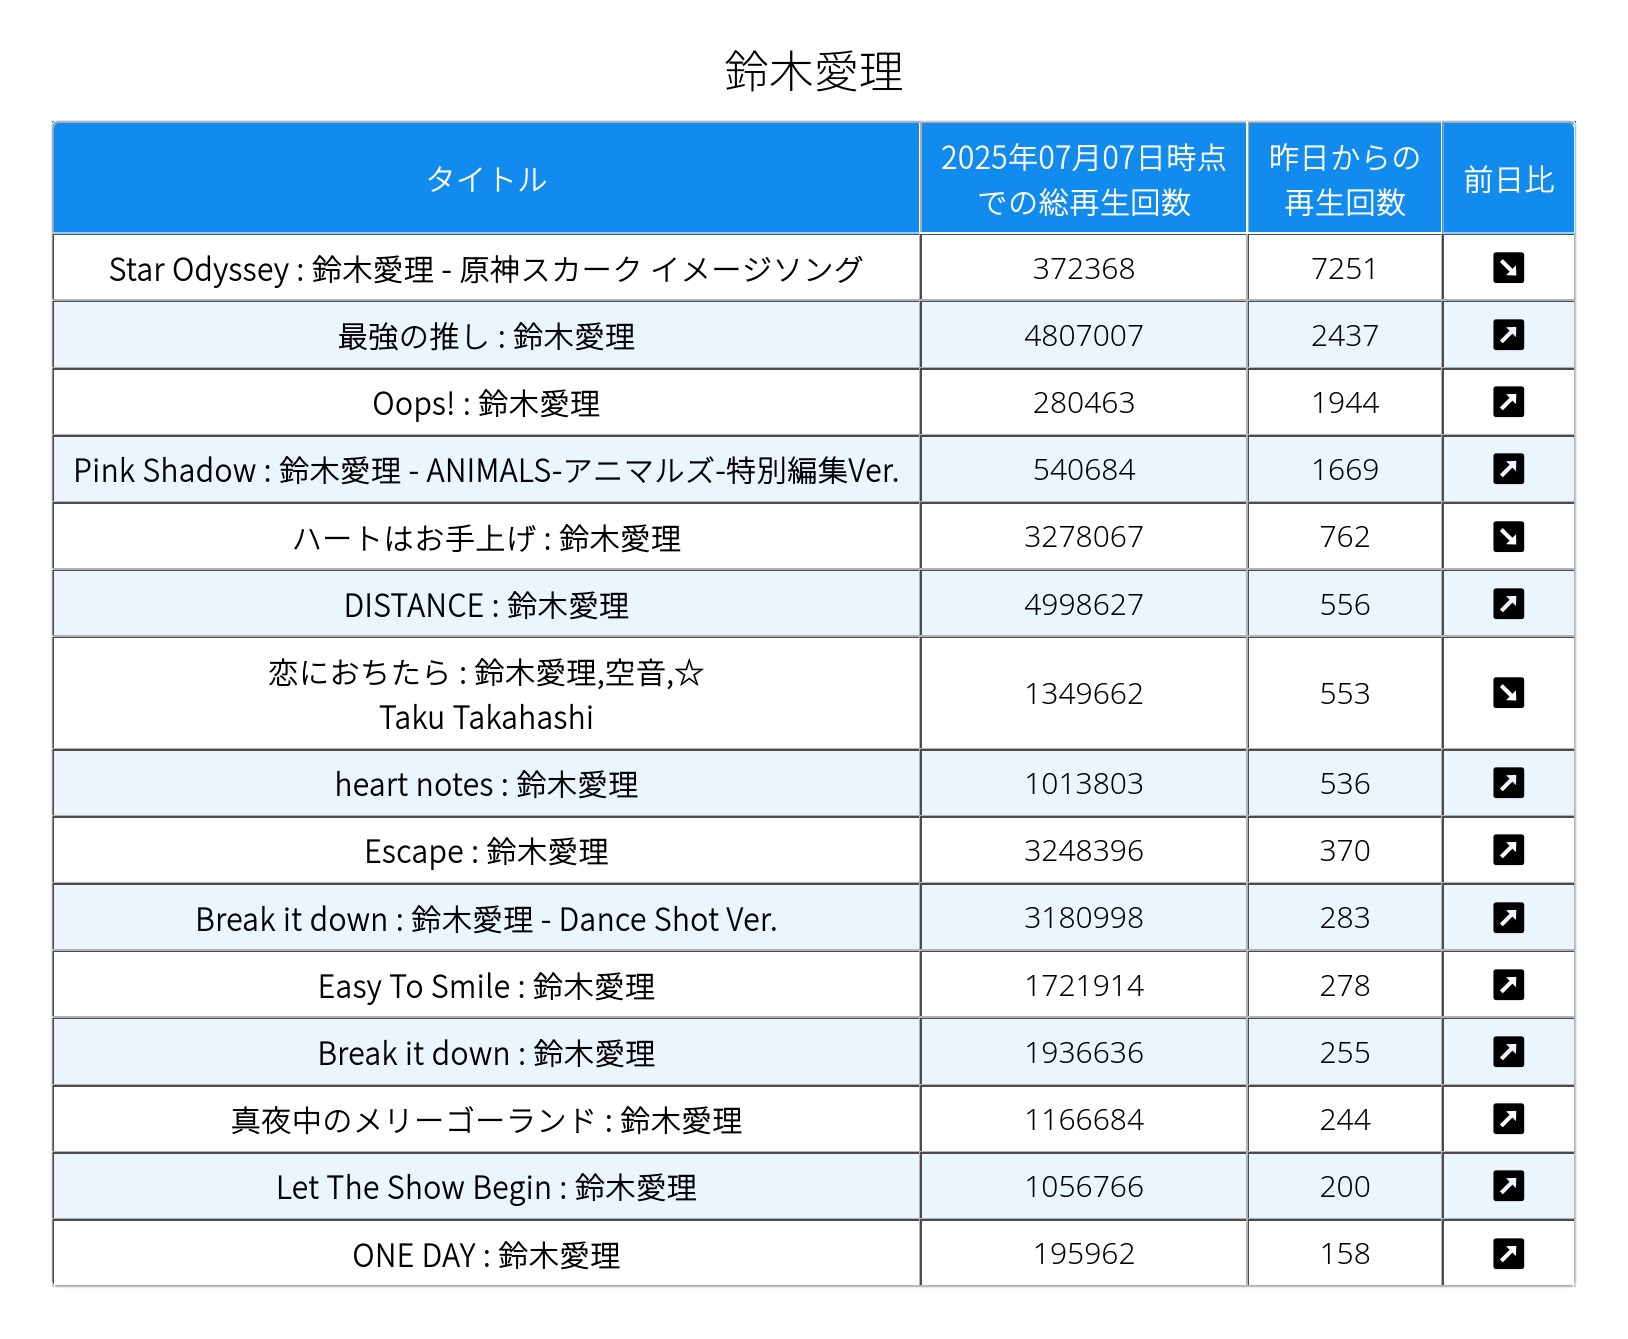 鈴木愛理
タイトル
2025年07月07日時点
での総再生回数
昨日からの
再生回数
前日比
Star Odyssey : 鈴木愛理 - 原神スカーク イメージソング 372368 7251
最強の推し : 鈴木愛理 4807007 2437
Oops! : 鈴木愛理 280463 1944
Pink Shadow : 鈴木愛理 - ANIMALS-アニマルズ-特別編集Ver. 540684 1669
ハートはお手上げ : 鈴木愛理 3278067 762
DISTANCE : 鈴木愛理 4998627 556
恋におちたら : 鈴木愛理,空音,☆
Taku Takahashi 1349662 553
heart notes : 鈴木愛理 1013803 536
Escape : 鈴木愛理 3248396 370
Break it down : 鈴木愛理 - Dance Shot Ver. 3180998 283
Easy To Smile : 鈴木愛理 1721914 278
Break it down : 鈴木愛理 1936636 255
真夜中のメリーゴーランド : 鈴木愛理 1166684 244
Let The Show Begin : 鈴木愛理 1056766 200
ONE DAY : 鈴木愛理 195962 158